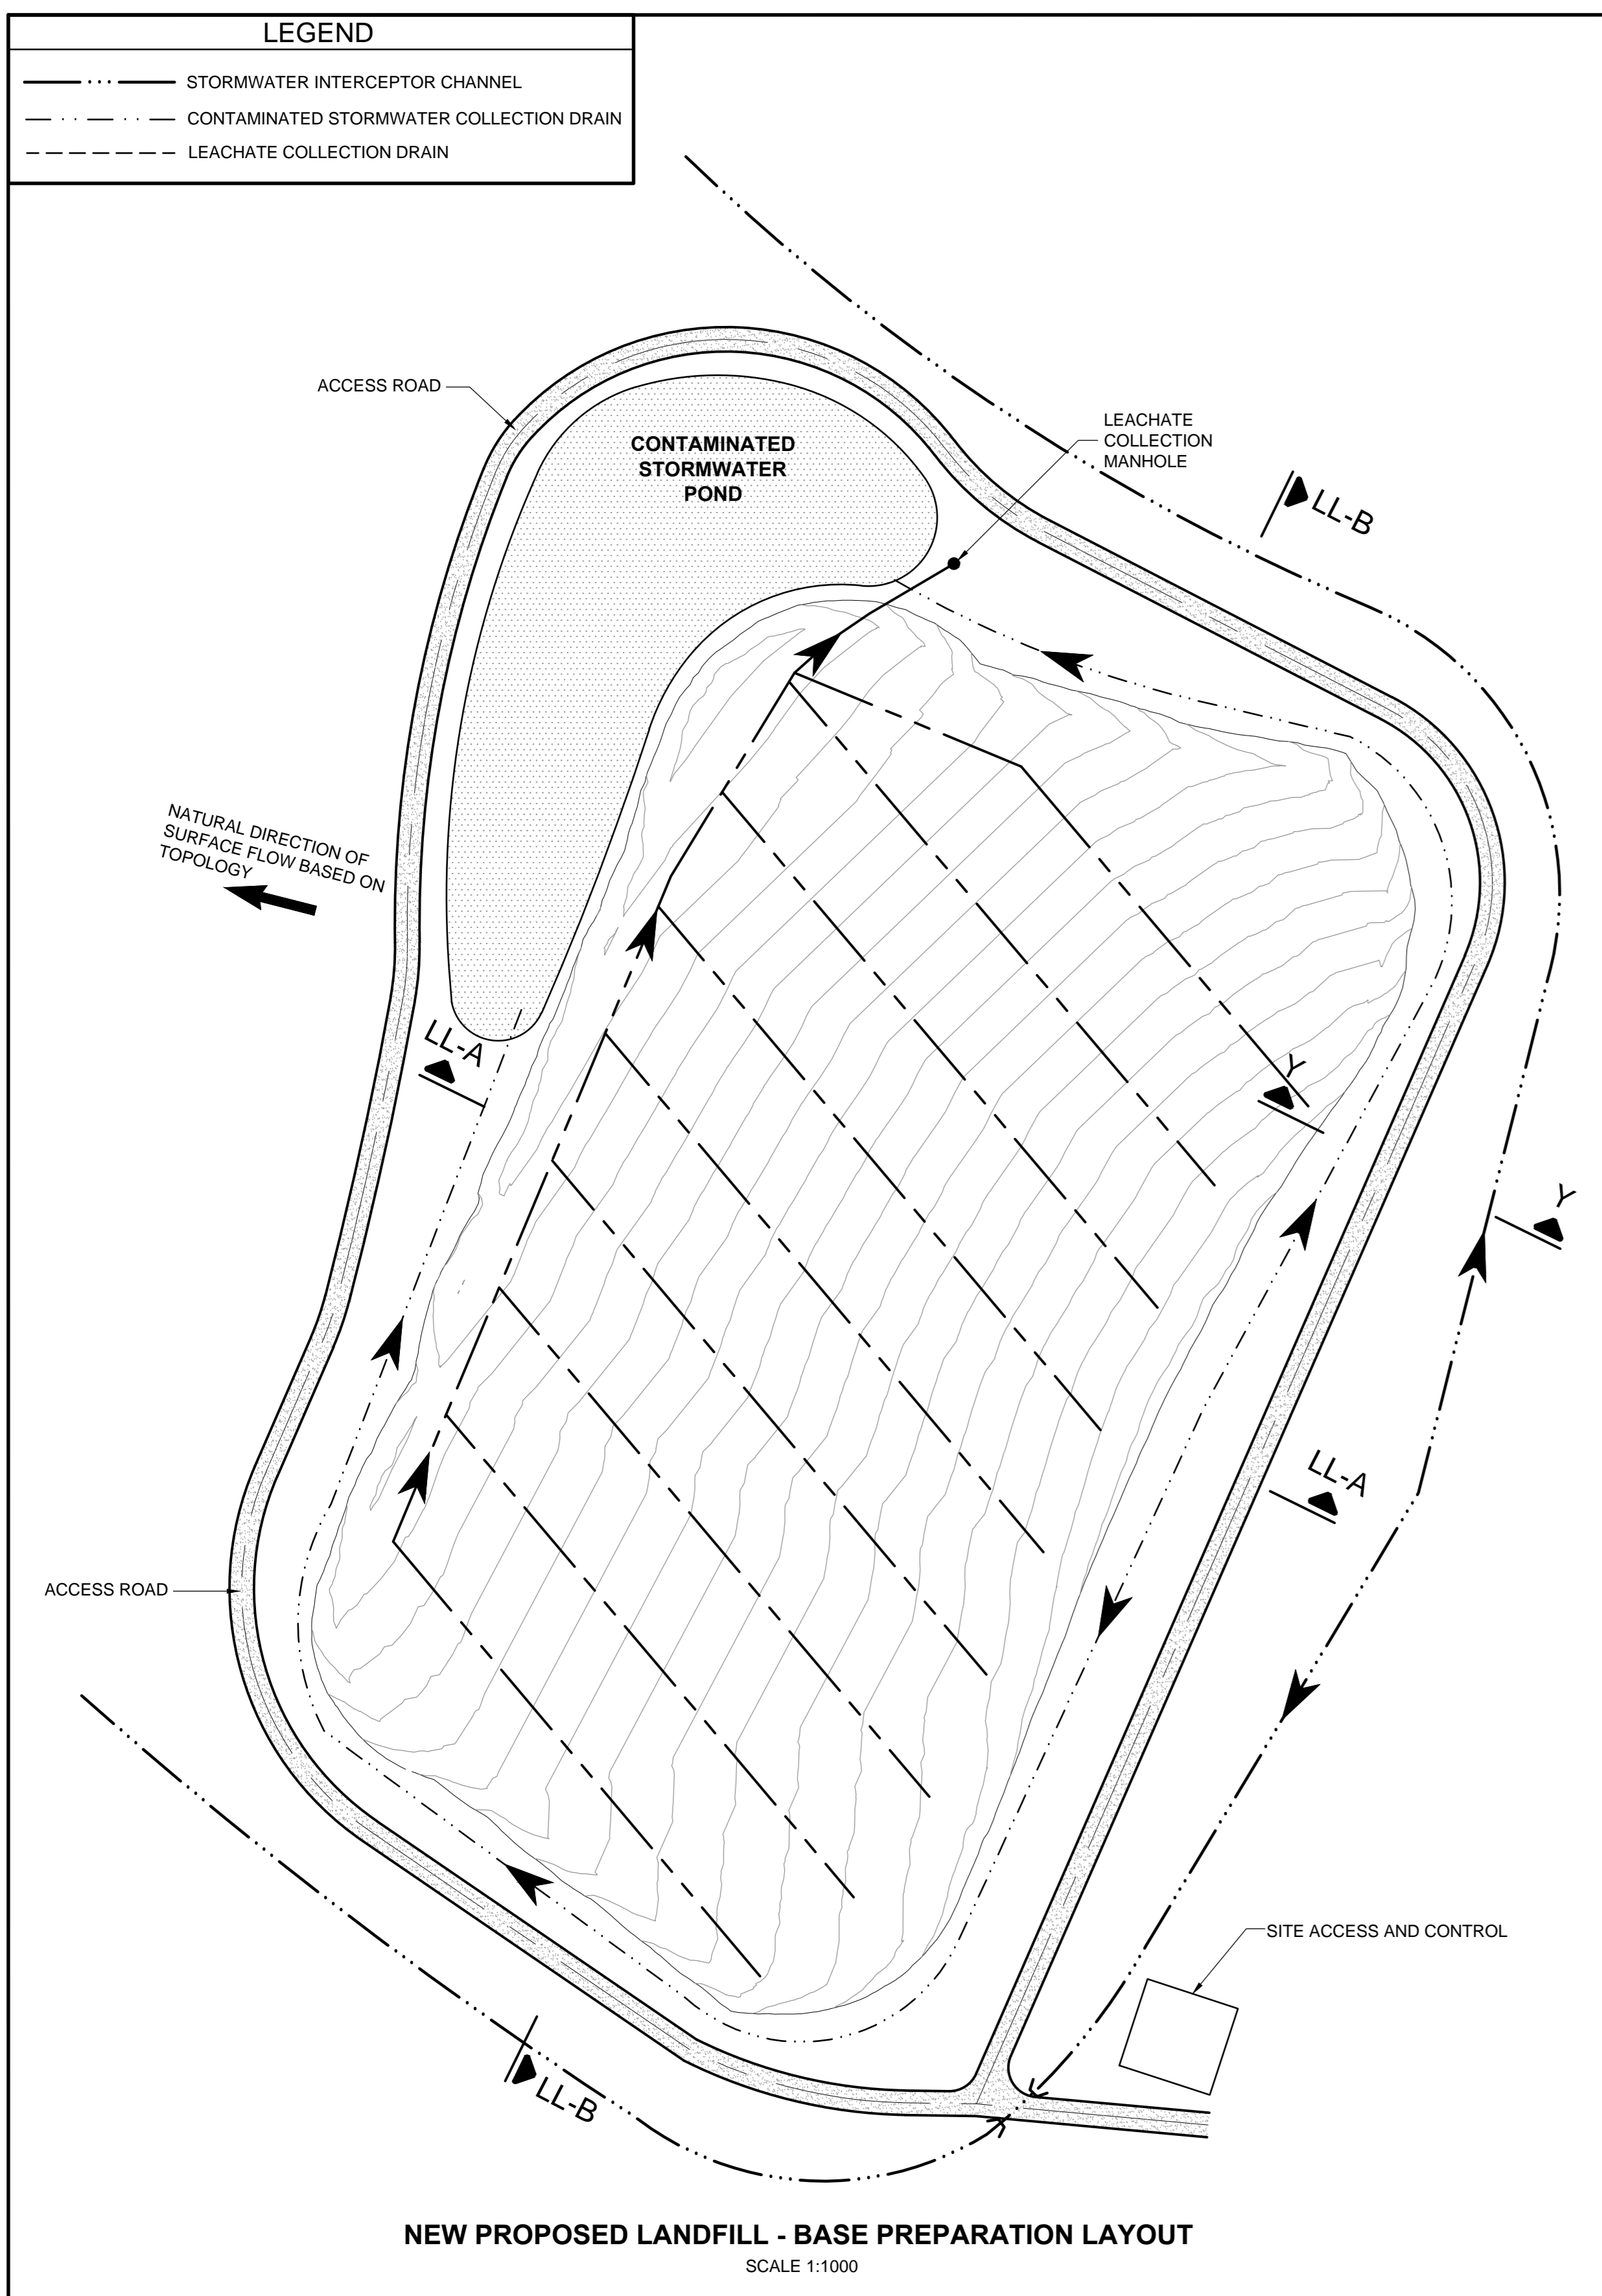 LEGEND
STORMWATER INTERCEPTOR CHANNEL
CONTAMINATED STORMWATER COLLECTION DRAIN
LEACHATE COLLECTION DRAIN
ACCESS ROAD
CONTAMINATED
STORMWATER
POND
LEACHATE
COLLECTION
MANHOLE
LL-B
NATURAL DIRECTION OF
SURFACE FLOW BASED ON
TOPOLOGY
LL-A
Y
Y
LL-A
ACCESS ROAD
SITE ACCESS AND CONTROL
LL-B
NEW PROPOSED LANDFILL - BASE PREPARATION LAYOUT
SCALE 1:1000